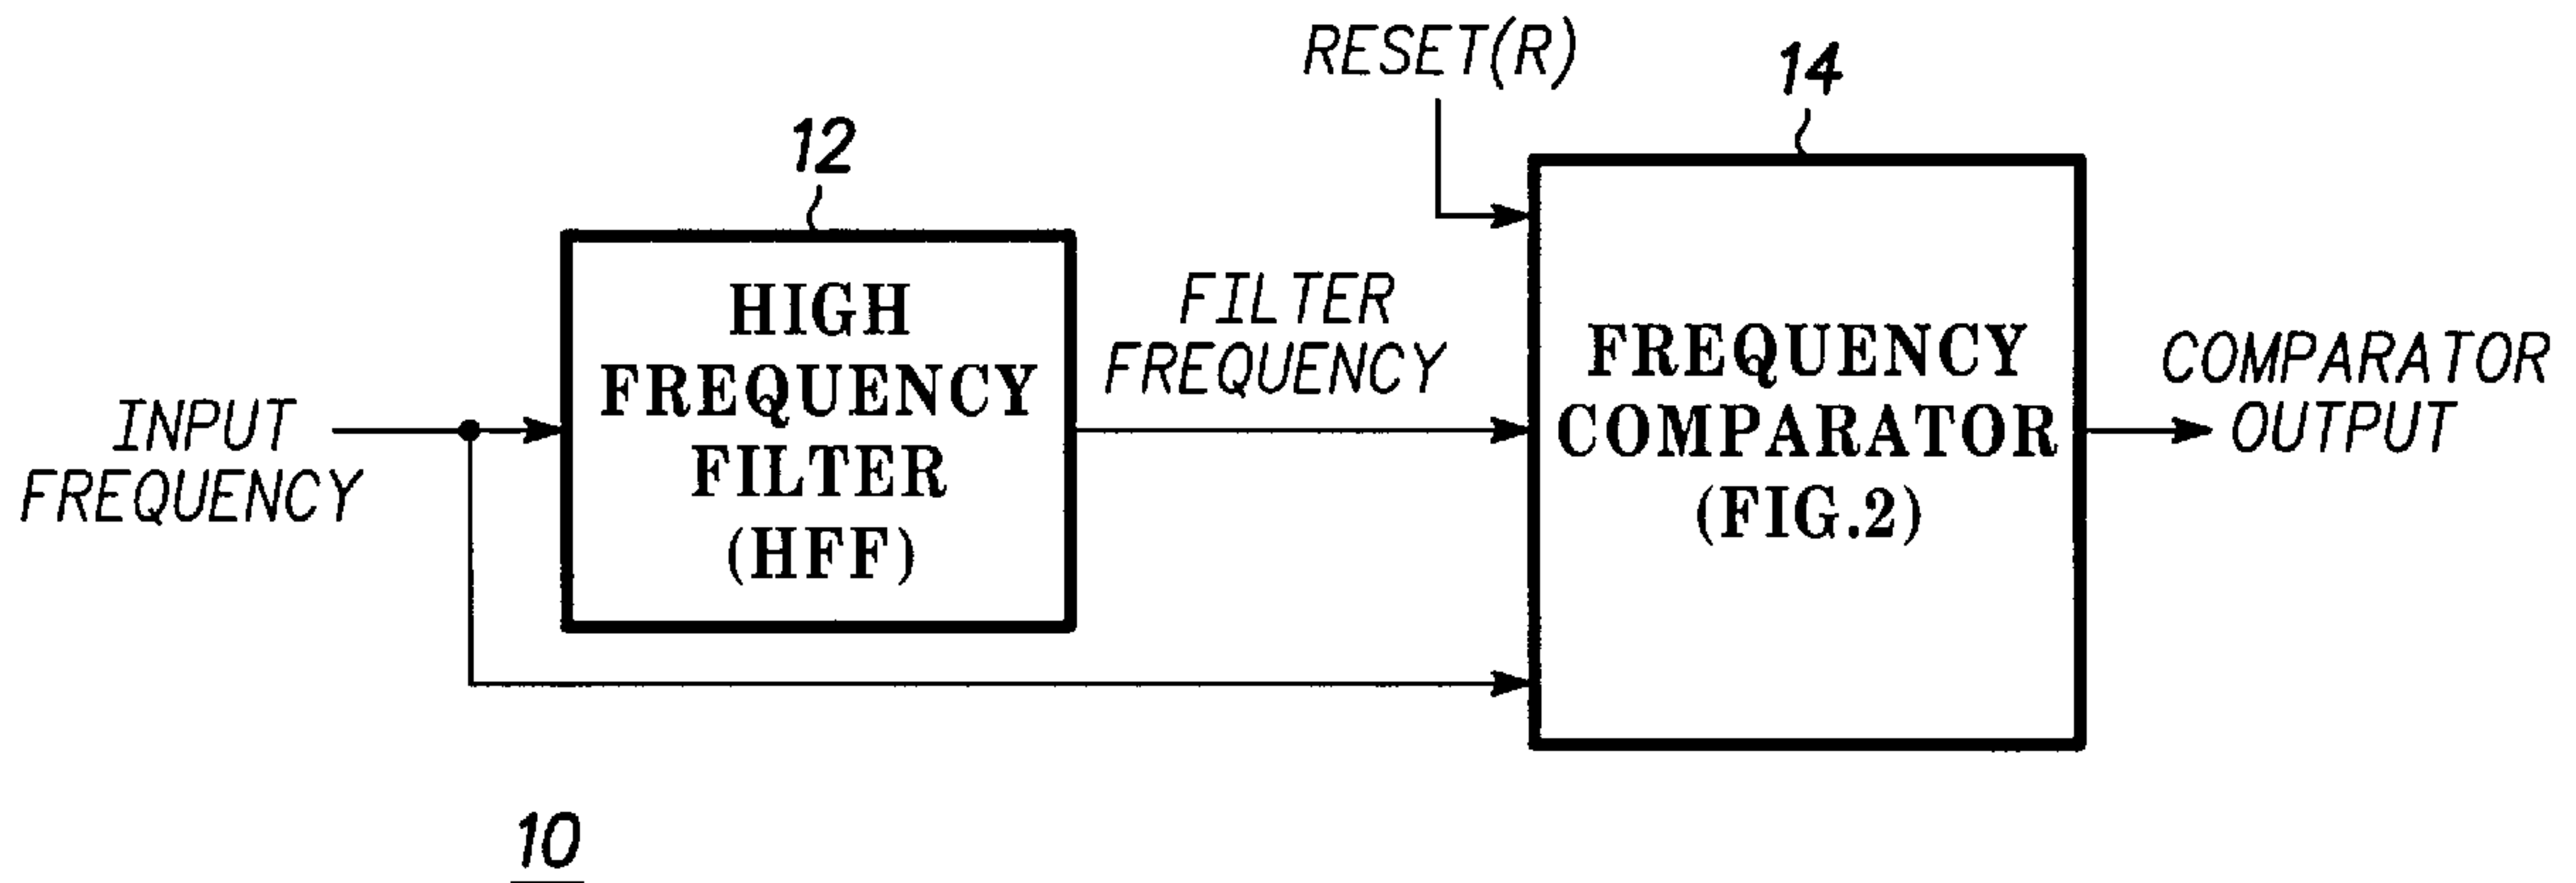 RESET(R)
14
12
HIGH
FREQUENCY
FILTER
(HFF)
FILTER
FREQUENCY
FREQUENCY
COMPARATOR
(FIG.2)
COMPARATOR
OUTPUT
INPUT
FREQUENCY
10